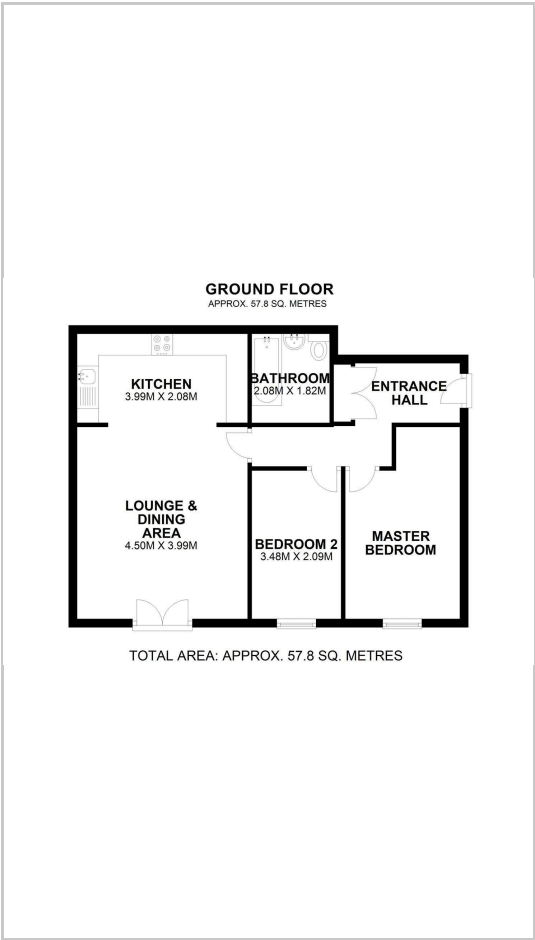 GROUND FLOOR
APPROX. 57.8 SQ. METRES
KITCHEN
3.99M X 2.08M
BATHROOM
2.08M X 1.82M
ENTRANCE
HALL
LOUNGE &
DINING
AREA
4.50M X 3.99M
BEDROOM 2
3.48M X 2.09M
MASTER
BEDROOM
TOTAL AREA: APPROX. 57.8 SQ. METRES